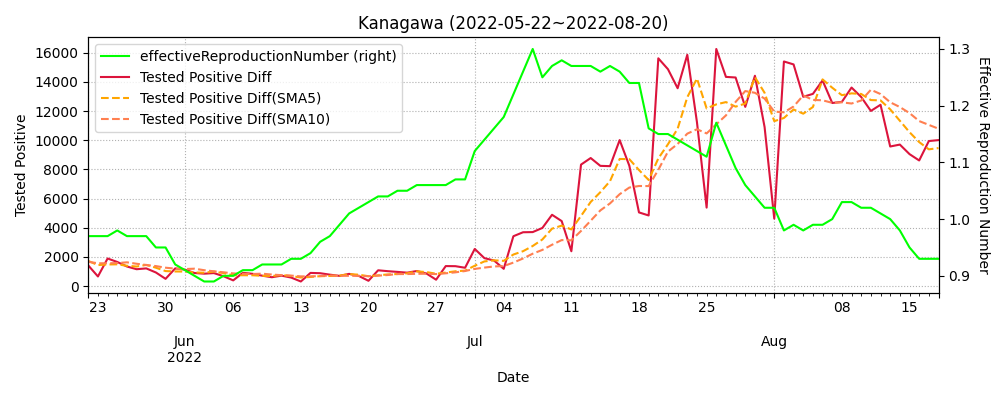 Kanagawa (2022-05-22~2022-08-20)
effectiveReproductionNumber (right)
Tested Positive Diff
Tested Positive Diff(SMA5)
Tested Positive Diff(SMA10)
Tested Positive
16000
14000
12000
10000
8000
6000
4000
2000
0
1.3
1.2
1.1
1.0
0.9
Effective Reproduction Number
23 30 06 13 20 27 04 11 18 25 08 15
Jun Jul Aug
2022
Date